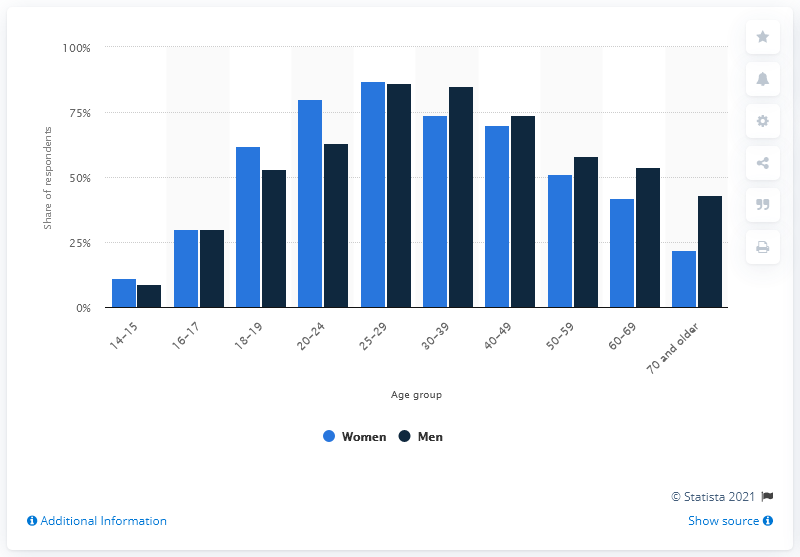 100%
75%
50%
25%
0%
Share of respondents
14–15
16–17
18–19
20–24
25–29
30–39
40–49
50–59
60–69
70 and older
Age group
Women
Men
© Statista 2021
Additional Information
Show source